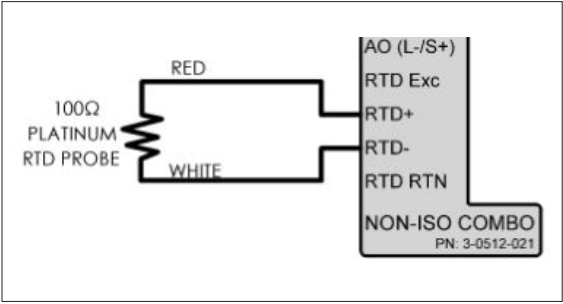 AO (L-/S+)
RED
RTD Exc
100Ω
RTD+
PLATINUM
RTD-
RTD PROBE
WHITE
RTD RTN
NON-ISO COMBO
PN: 3-0512-021